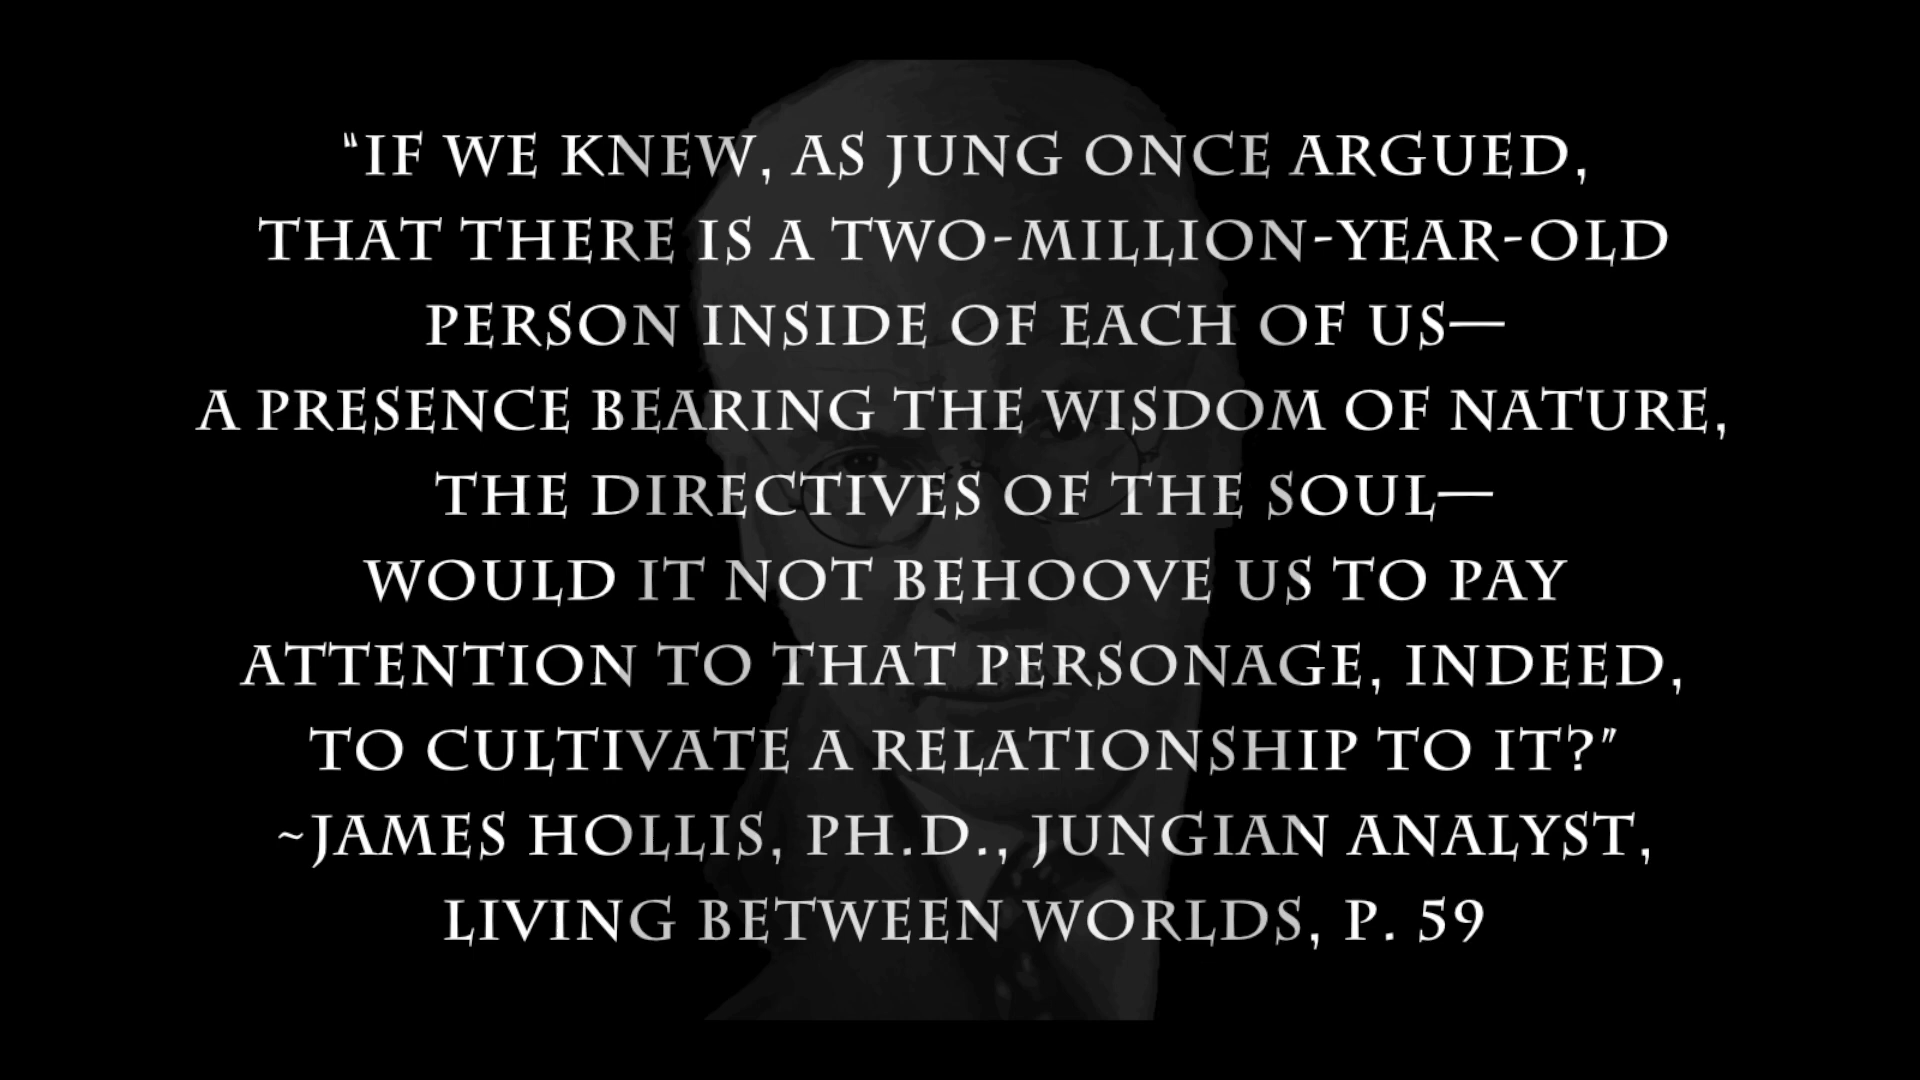 “IF WE KNEW, AS JUNG ONCE ARGUED,
THAT THERE IS A TWO-MILLION-YEAR-OLD
PERSON INSIDE OF EACH OF US—
A PRESENCE BEARING THE WISDOM OF NATURE,
THE DIRECTIVES OF THE SOUL—
WOULD IT NOT BEHOOVE US TO PAY
ATTENTION TO THAT PERSONAGE, INDEED,
TO CULTIVATE A RELATIONSHIP TO IT?”
~JAMES HOLLIS, PH.D., JUNGIAN ANALYST,
LIVING BETWEEN WORLDS, P. 59